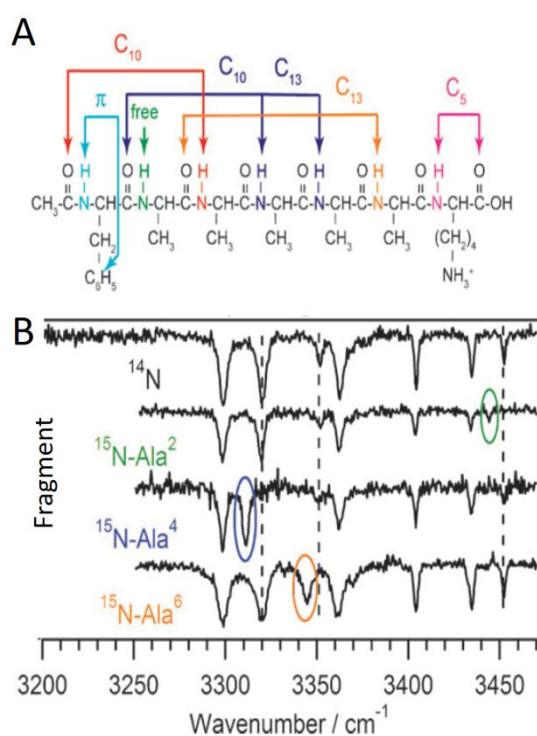 A
C₁₀
C₁₀ C₁₃
π free C₁₃ C₅
O H O H O H O H O H O H O H O
CH₃-C-N-CH-C-N-CH-C-N-CH-C-N-CH-C-N-CH-C-N-CH-C-N-CH-C-OH
CH₂ CH₃ CH₃ CH₃ CH₃ CH₃ (CH₂)₄
C₆H₅ NH₃⁺
B
¹⁴N
¹⁵N-Ala²
¹⁵N-Ala⁴
¹⁵N-Ala⁶
Fragment
3200 3250 3300 3350 3400 3450
Wavenumber / cm⁻¹